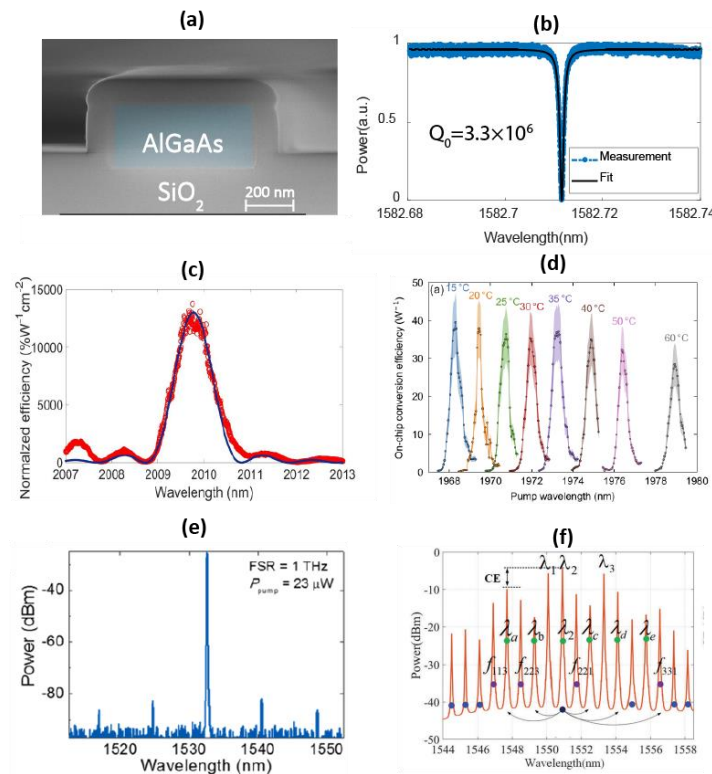 (a)
AlGaAs
SiO2
200 nm
(b)
Power(a.u.)
1
0.5
0
Q0=3.3×10^6
Measurement
Fit
1582.68 1582.7 1582.72 1582.74
Wavelength(nm)
(c)
Normalized efficiency (%W⁻¹cm⁻²)
15000
10000
5000
0
2007 2008 2009 2010 2011 2012 2013
Wavelength (nm)
(d)
On-chip conversion efficiency (W⁻¹)
50
40
30
20
10
0
(a) 15 °C 20 °C 25 °C 30 °C 35 °C 40 °C 50 °C 60 °C
1968 1970 1972 1974 1976 1978 1980
Pump wavelength (nm)
(e)
FSR = 1 THz
Ppump = 23 μW
Power (dBm)
-40
-60
-80
1520 1530 1540 1550
Wavelength (nm)
(f)
Power(dBm)
0
-10
-20
-30
-40
-50
CE
λ1 λ2 λ3
λa λb λ2 λc λd λe
f113 f223 f221 f331
1544 1546 1548 1550 1552 1554 1556 1558
Wavelength(nm)